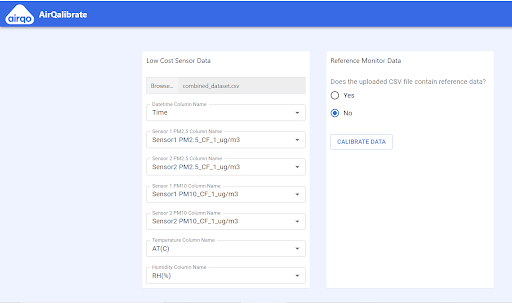 airqo
AirQalibrate
Low Cost Sensor Data
Browse... combined_dataset.csv
Datetime Column Name
Time
Sensor 1 PM2.5 Column Name
Sensor1 PM2.5_CF_1_ug/m3
Sensor 2 PM2.5 Column Name
Sensor2 PM2.5_CF_1_ug/m3
Sensor 1 PM10 Column Name
Sensor1 PM10_CF_1_ug/m3
Sensor 2 PM10 Column Name
Sensor2 PM10_CF_1_ug/m3
Temperature Column Name
AT(C)
Humidity Column Name
RH(%)
Reference Monitor Data
Does the uploaded CSV file contain reference data?
Yes
No
CALIBRATE DATA